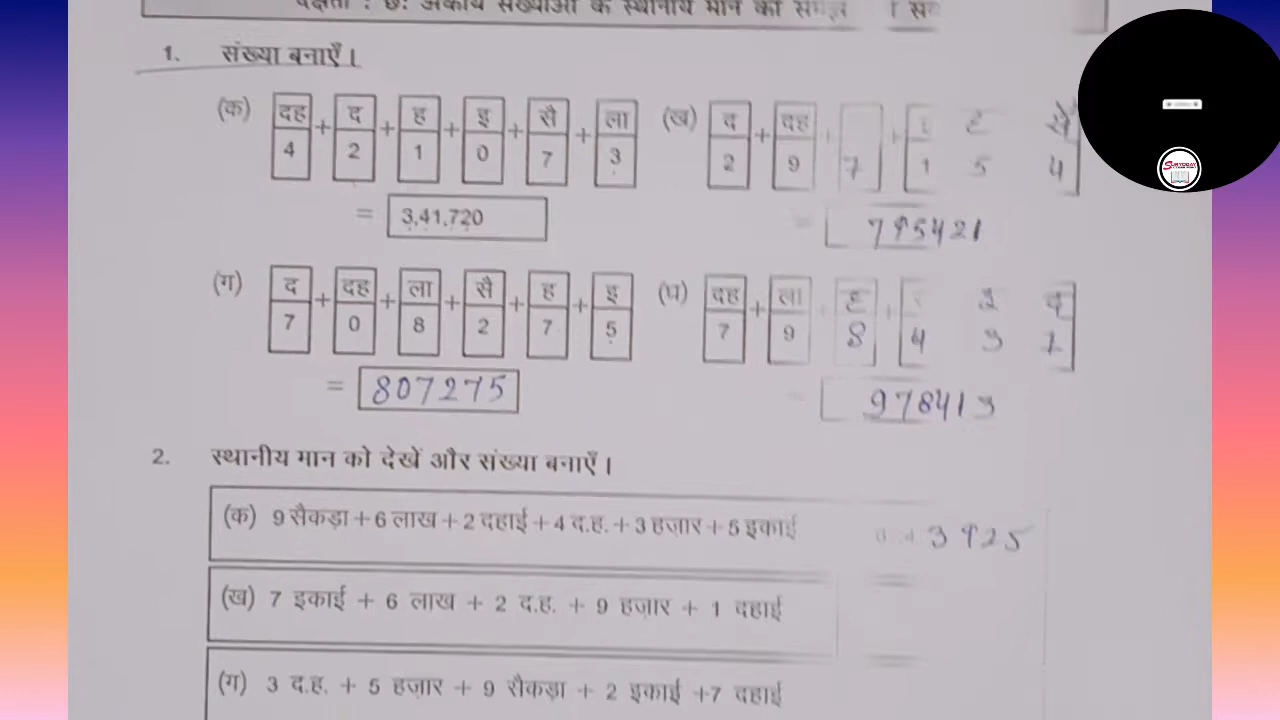 दक्षता : छः अंकीय संख्याओं के स्थानीय मान की
1. संख्या बनाएँ ।
(क) दह + द + ह + इ + सै + ला (ख) द + दह + + ह सै
4 2 1 0 7 3 2 9 7 1 5 4
= 3,41,720 = 795421
(ग) द + दह + ला + सै + ह + इ (घ) दह + ला + ह + इ द
7 0 8 2 7 5 7 9 8 4 3 1
= 807275 978413
2. स्थानीय मान को देखें और संख्या बनाएँ ।
(क) 9 सैकड़ा + 6 लाख + 2 दहाई + 4 द.ह. + 3 हज़ार + 5 इकाई 3925
(ख) 7 इकाई + 6 लाख + 2 द.ह. + 9 हज़ार + 1 दहाई
(ग) 3 द.ह. + 5 हज़ार + 9 सैकड़ा + 2 इकाई +7 दहाई